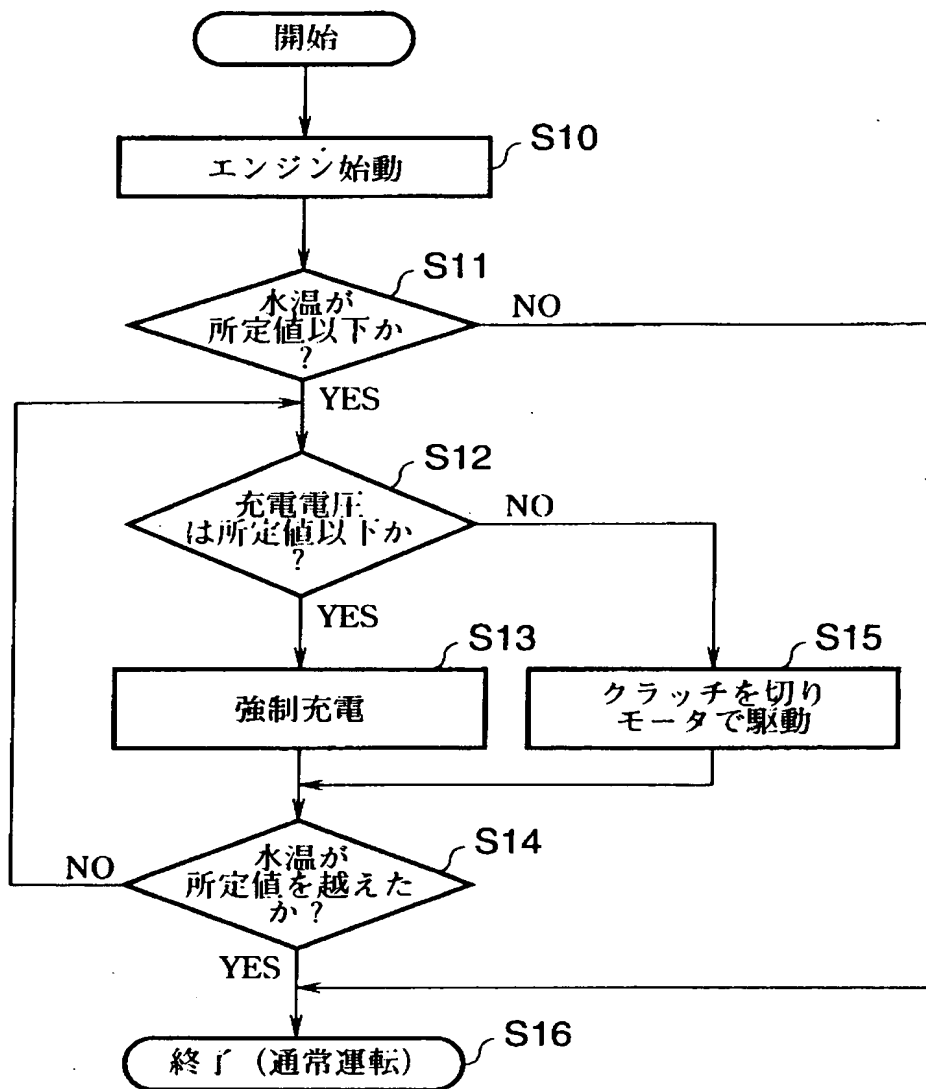 開始
S10
エンジン始動
S11
水温が
所定値以下か
?
NO
YES
S12
充電電圧
は所定値以下か
?
NO
YES
S13
強制充電
S15
クラッチを切り
モータで駆動
S14
水温が
所定値を越えた
か?
NO
YES
S16
終了(通常運転)